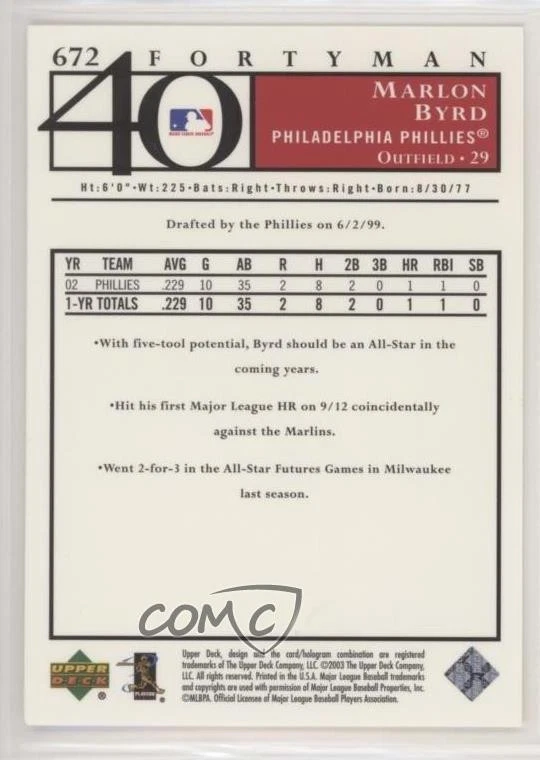 672 FORTYMAN
40
MAJOR LEAGUE BASEBALL
MARLON
BYRD
PHILADELPHIA PHILLIES®
OUTFIELD • 29
Ht:6'0"•Wt:225•Bats:Right•Throws:Right•Born:8/30/77
Drafted by the Phillies on 6/2/99.
YR TEAM AVG G AB R H 2B 3B HR RBI SB
02 PHILLIES .229 10 35 2 8 2 0 1 1 0
1-YR TOTALS .229 10 35 2 8 2 0 1 1 0
•With five-tool potential, Byrd should be an All-Star in the
coming years.
•Hit his first Major League HR on 9/12 coincidentally
against the Marlins.
•Went 2-for-3 in the All-Star Futures Games in Milwaukee
last season.
COMC
UPPER
DECK
®
PLAYERS
Upper Deck, design and the card/hologram combination are registered
trademarks of The Upper Deck Company, LLC. ©2003 The Upper Deck Company,
LLC. All rights reserved. Printed in the U.S.A. Major League Baseball trademarks
and copyrights are used with permission of Major League Baseball Properties, Inc.
©MLBPA. Official Licensee of Major League Baseball Players Association.